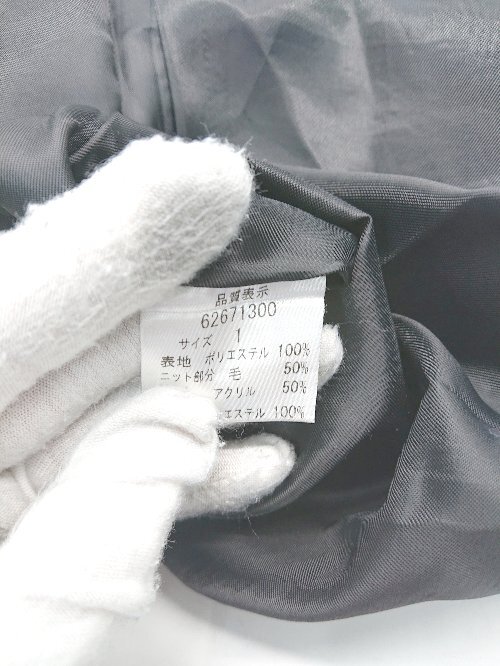 品質表示
62671300
サイズ 1
表地 ポリエステル 100%
ニット部分 毛 50%
アクリル 50%
エステル 100%